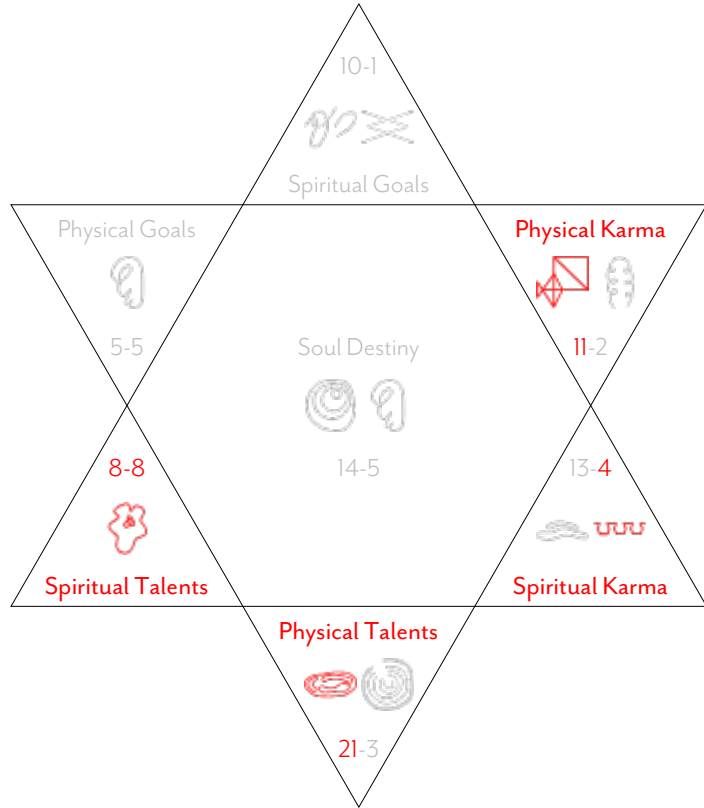 10-1
Spiritual Goals
Physical Goals
5-5
Physical Karma
11-2
Soul Destiny
14-5
8-8
Spiritual Talents
13-4
Spiritual Karma
Physical Talents
21-3